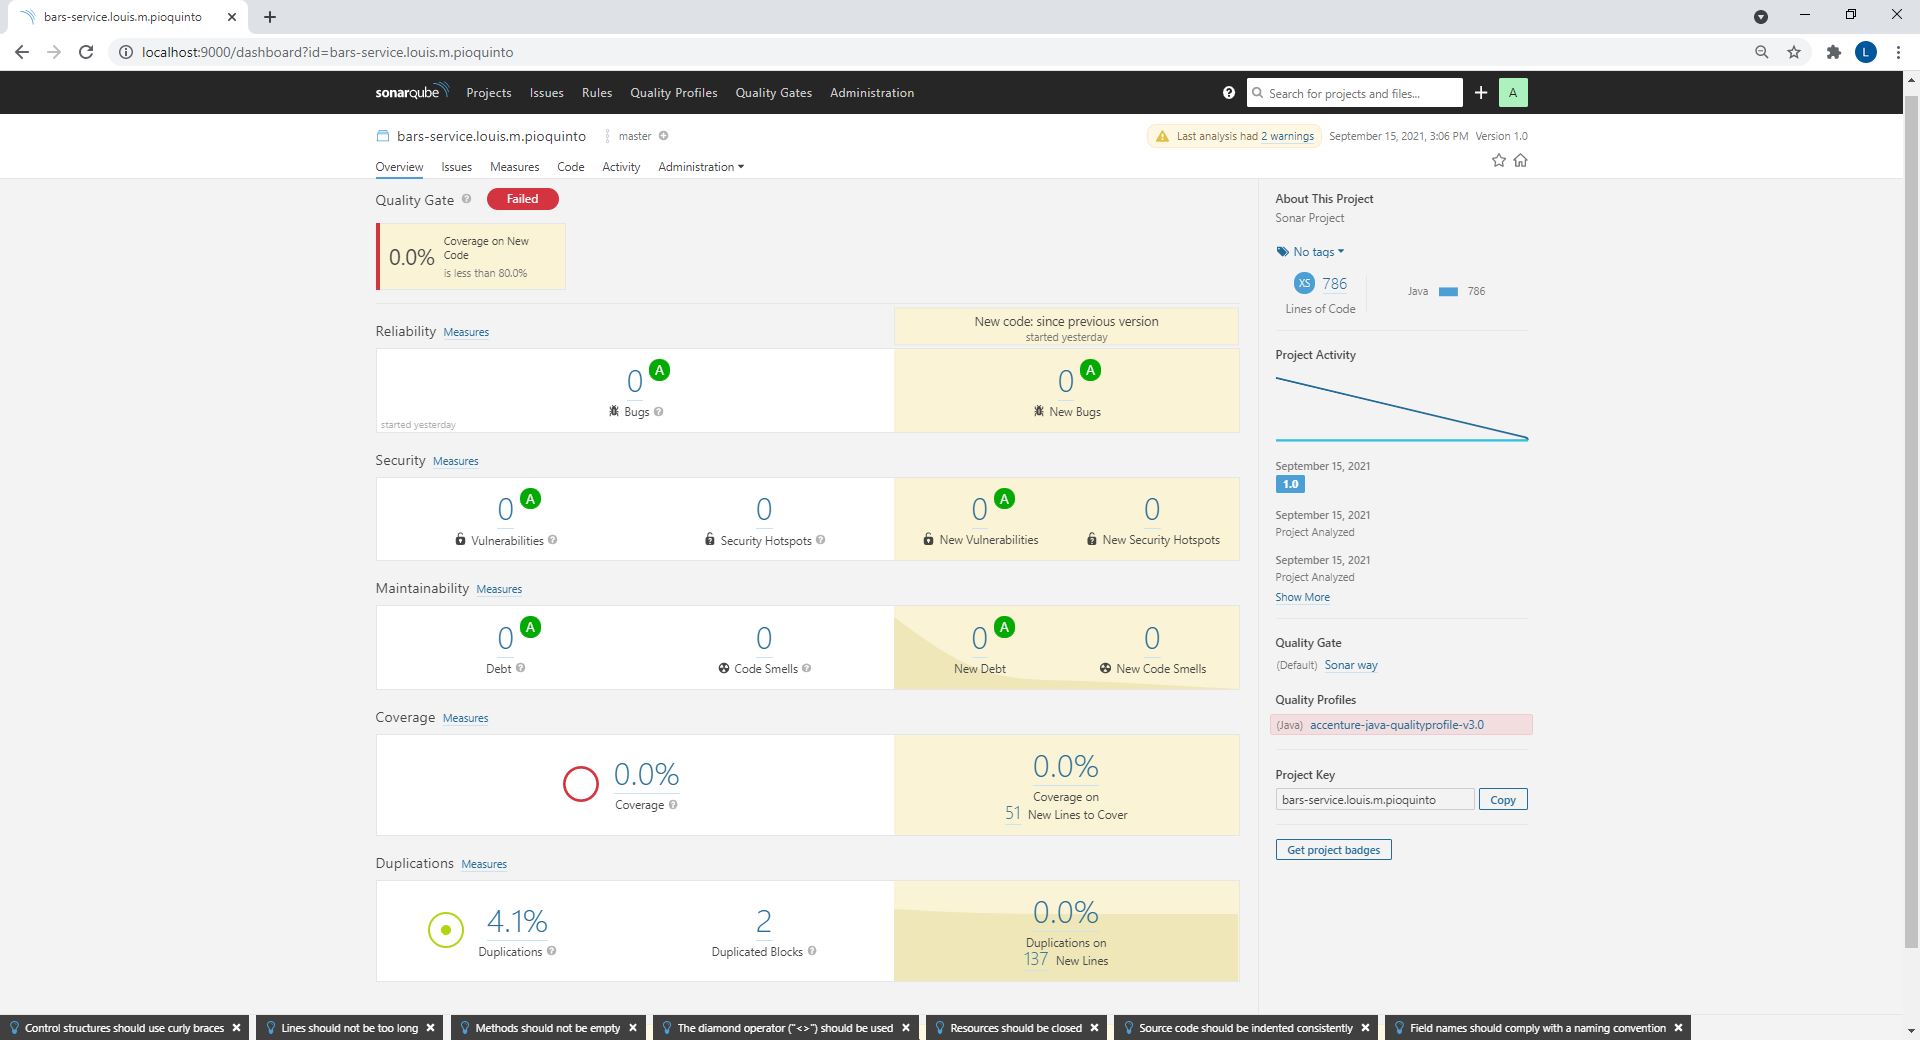 bars-service.louis.m.pioquinto
localhost:9000/dashboard?id=bars-service.louis.m.pioquinto
L
sonarqube Projects Issues Rules Quality Profiles Quality Gates Administration
? Search for projects and files... A
bars-service.louis.m.pioquinto master
Last analysis had 2 warnings September 15, 2021, 3:06 PM Version 1.0
Overview Issues Measures Code Activity Administration
Quality Gate ? Failed
0.0% Coverage on New
Code
is less than 80.0%
Reliability Measures
New code: since previous version
started yesterday
0 A
Bugs ?
started yesterday
0 A
New Bugs
Security Measures
0 A 0 0 A 0
Vulnerabilities ? Security Hotspots ? New Vulnerabilities New Security Hotspots
Maintainability Measures
0 A 0 0 A 0
Debt ? Code Smells ? New Debt New Code Smells
Coverage Measures
0.0%
Coverage ?
0.0%
Coverage on
51 New Lines to Cover
Duplications Measures
4.1% 2
Duplications ? Duplicated Blocks ?
0.0%
Duplications on
137 New Lines
About This Project
Sonar Project
No tags
XS 786
Lines of Code
Java 786
Project Activity
September 15, 2021
1.0
September 15, 2021
Project Analyzed
September 15, 2021
Project Analyzed
Show More
Quality Gate
(Default) Sonar way
Quality Profiles
(Java) accenture-java-qualityprofile-v3.0
Project Key
bars-service.louis.m.pioquinto Copy
Get project badges
Control structures should use curly braces Lines should not be too long Methods should not be empty The diamond operator ("<>") should be used Resources should be closed Source code should be indented consistently Field names should comply with a naming convention